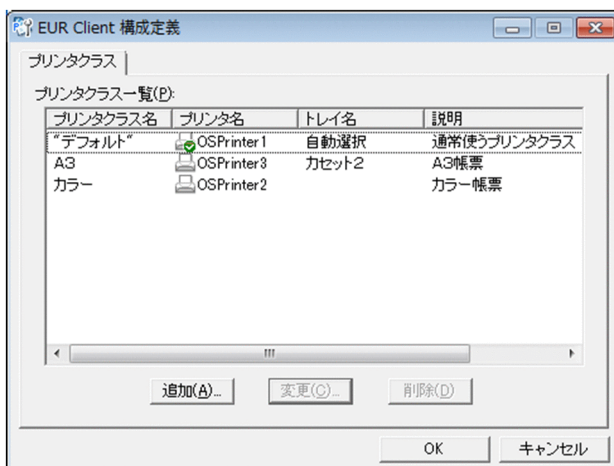 EUR Client 構成定義
プリンタクラス
プリンタクラス一覧(P):
プリンタクラス名 プリンタ名 トレイ名 説明
"デフォルト" OSPrinter1 自動選択 通常使うプリンタクラス
A3 OSPrinter3 カセット2 A3帳票
カラー OSPrinter2 カラー帳票
追加(A)... 変更(C)... 削除(D)
OK キャンセル